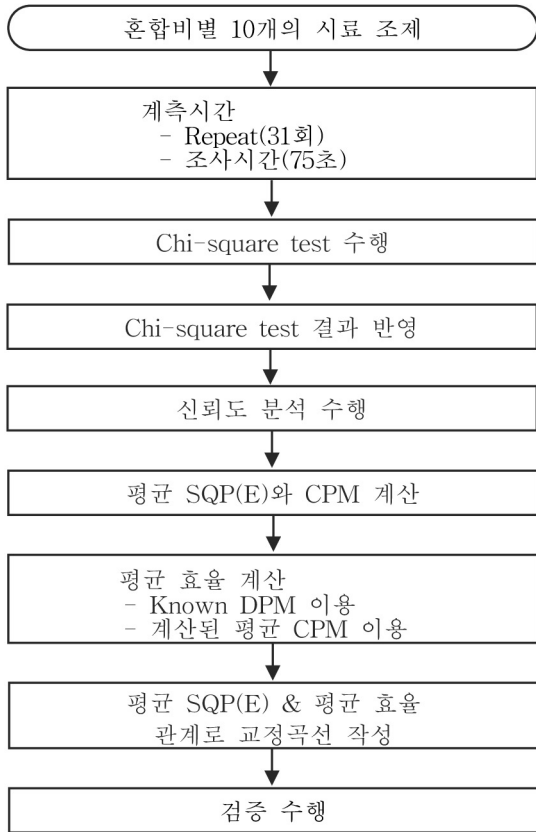 혼합비별 10개의 시료 조제
계측시간
- Repeat(31회)
- 조사시간(75초)
Chi-square test 수행
Chi-square test 결과 반영
신뢰도 분석 수행
평균 SQP(E)와 CPM 계산
평균 효율 계산
- Known DPM 이용
- 계산된 평균 CPM 이용
평균 SQP(E) & 평균 효율
관계로 교정곡선 작성
검증 수행